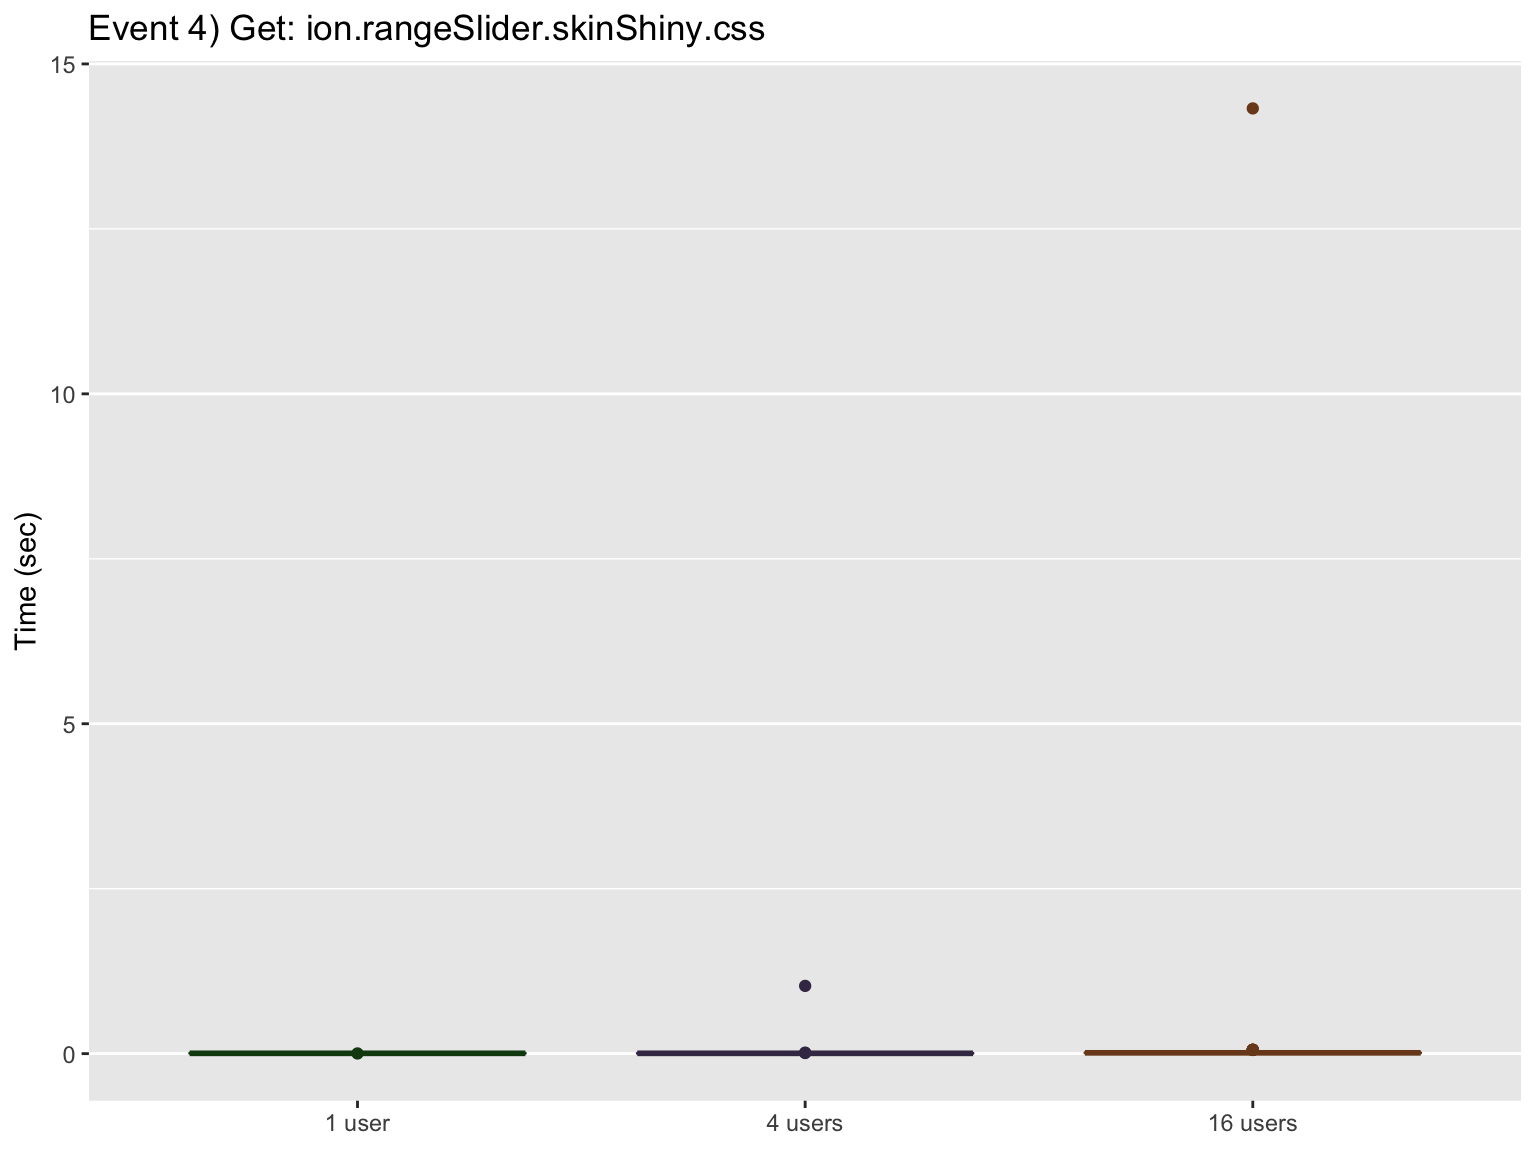 Event 4) Get: ion.rangeSlider.skinShiny.css
15
10
5
0
Time (sec)
1 user
4 users
16 users